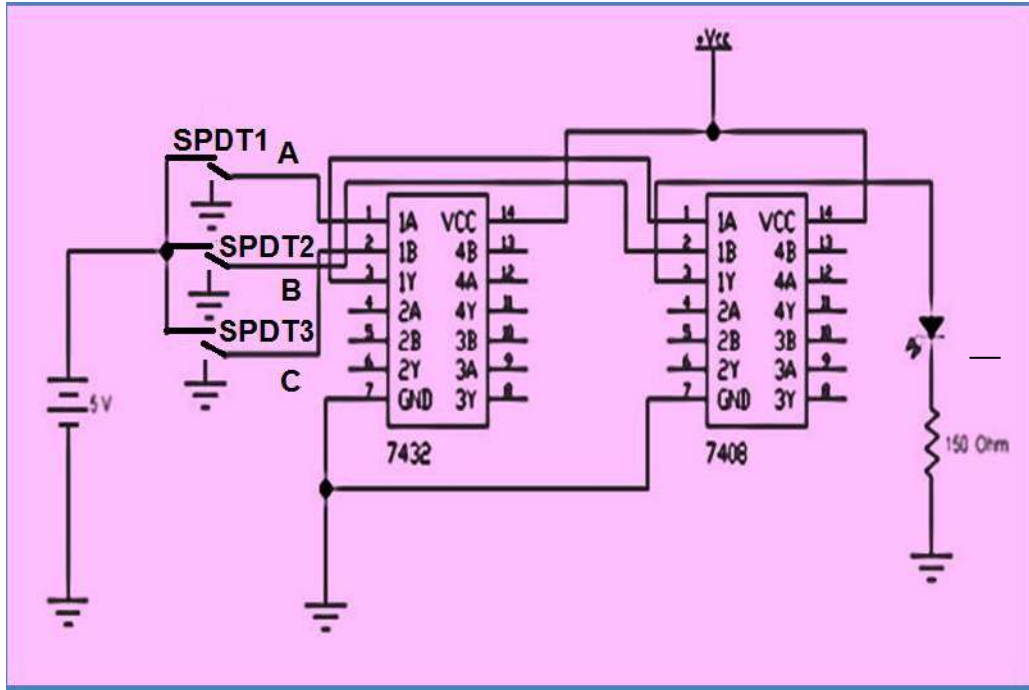 +Vcc
SPDT1
A
SPDT2
B
SPDT3
C
5 V
1 1A VCC 14
2 1B 4B 13
3 1Y 4A 12
4 2A 4Y 11
5 2B 3B 10
6 2Y 3A 9
7 GND 3Y 8
7432
1 1A VCC 14
2 1B 4B 13
3 1Y 4A 12
4 2A 4Y 11
5 2B 3B 10
6 2Y 3A 9
7 GND 3Y 8
7408
150 Ohm